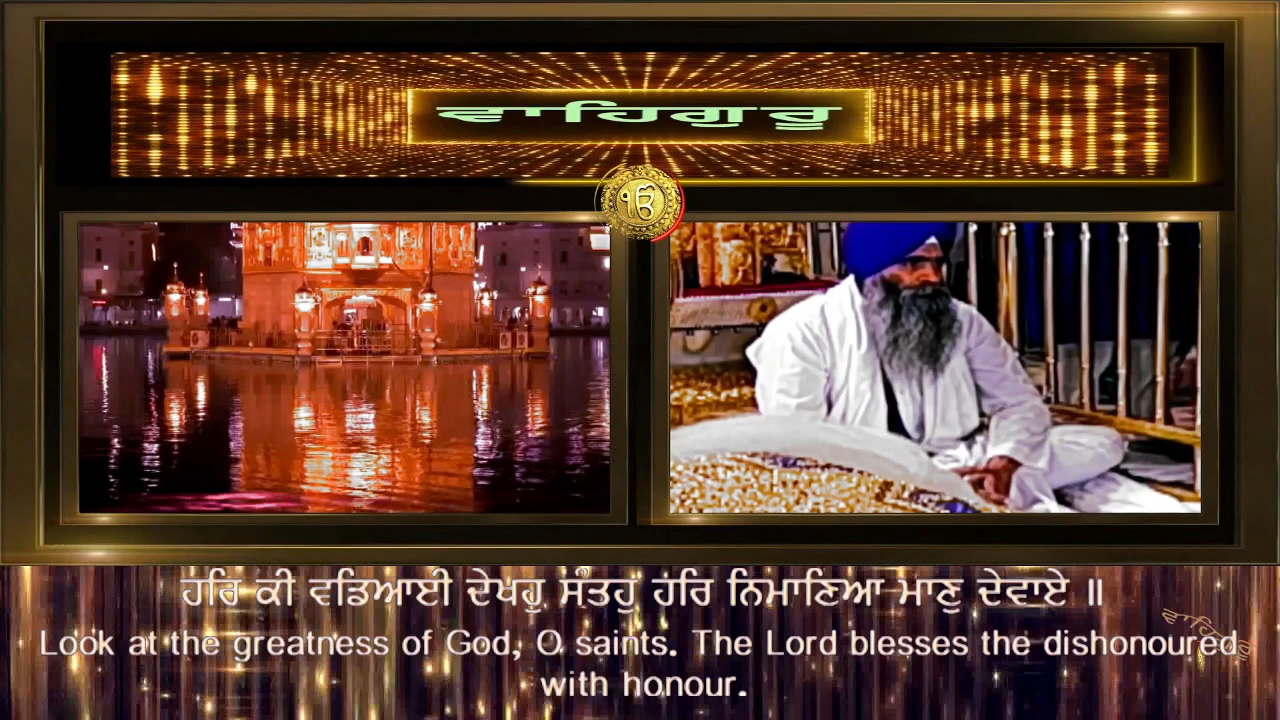 ਵਾਹਿਗੁਰੂ
ੴ
ਹਰਿ ਕੀ ਵਡਿਆਈ ਦੇਖਹੁ ਸੰਤਹੁ ਹਰਿ ਨਿਮਾਣਿਆ ਮਾਣੁ ਦੇਵਾਏ ॥
Look at the greatness of God, O saints. The Lord blesses the dishonoured
with honour.